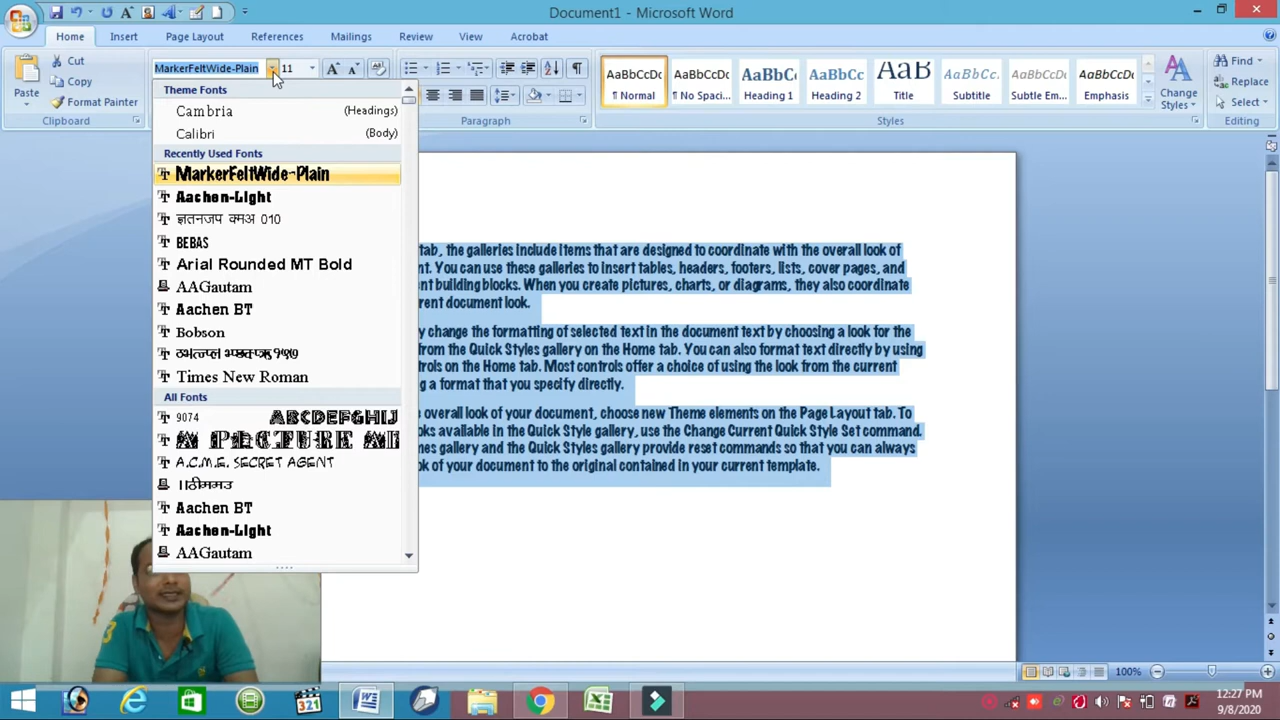 Document1 - Microsoft Word
Home Insert Page Layout References Mailings Review View Acrobat
Paste
Cut
Copy
Format Painter
Clipboard
MarkerFeltWide-Plain 11
Paragraph
AaBbCcDc AaBbCcDc AaBbCc AaBbCc AaB AaBbCc AaBbCcDc AaBbCcDc
¶ Normal ¶ No Spaci... Heading 1 Heading 2 Title Subtitle Subtle Em... Emphasis
Change Styles
Styles
Find
Replace
Select
Editing
Theme Fonts
Cambria (Headings)
Calibri (Body)
Recently Used Fonts
MarkerFeltWide-Plain
Aachen-Light
ज्ञतनजप क्मअ 010
BEBAS
Arial Rounded MT Bold
AAGautam
Aachen BT
Bobson
Times New Roman
All Fonts
9074 ABCDEFGHIJ
A.C.M.E. SECRET AGENT
Aachen BT
Aachen-Light
AAGautam
tab, the galleries include items that are designed to coordinate with the overall look of
nt. You can use these galleries to insert tables, headers, footers, lists, cover pages, and
nt building blocks. When you create pictures, charts, or diagrams, they also coordinate
rrent document look.
y change the formatting of selected text in the document text by choosing a look for the
from the Quick Styles gallery on the Home tab. You can also format text directly by using
trols on the Home tab. Most controls offer a choice of using the look from the current
g a format that you specify directly.
e overall look of your document, choose new Theme elements on the Page Layout tab. To
oks available in the Quick Style gallery, use the Change Current Quick Style Set command.
mes gallery and the Quick Styles gallery provide reset commands so that you can always
ok of your document to the original contained in your current template.
100%
321
12:27 PM
9/8/2020